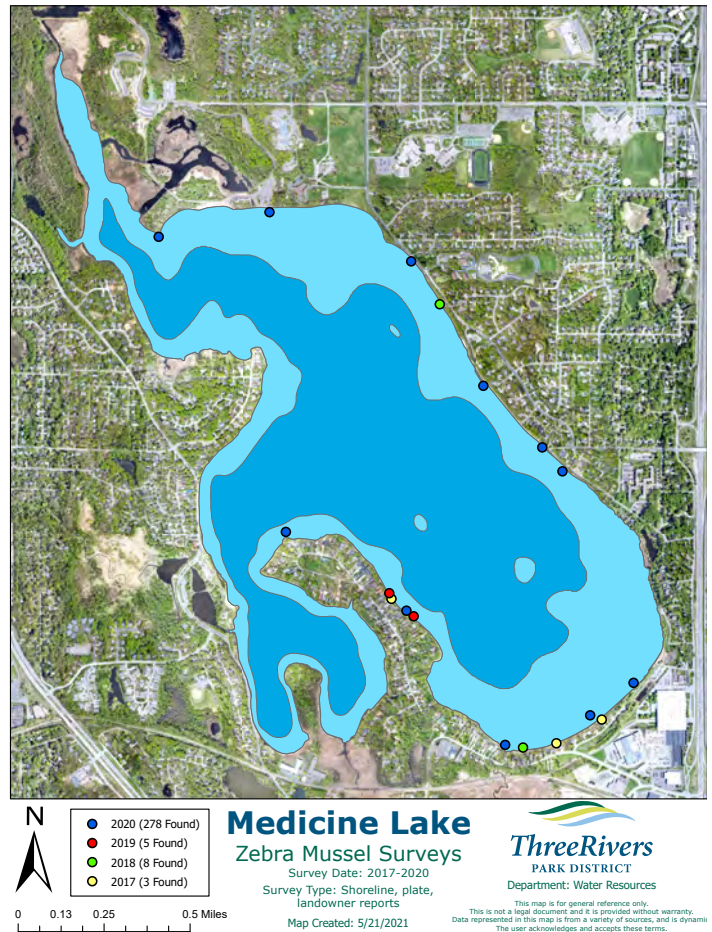 N
2020 (278 Found)
2019 (5 Found)
2018 (8 Found)
2017 (3 Found)
0 0.13 0.25 0.5 Miles
Medicine Lake
Zebra Mussel Surveys
Survey Date: 2017-2020
Survey Type: Shoreline, plate,
landowner reports
Map Created: 5/21/2021
ThreeRivers
PARK DISTRICT
Department: Water Resources
This map is for general reference only.
This is not a legal document and it is provided without warranty.
Data represented in this map is from a variety of sources, and is dynamic
The user acknowledges and accepts these terms.